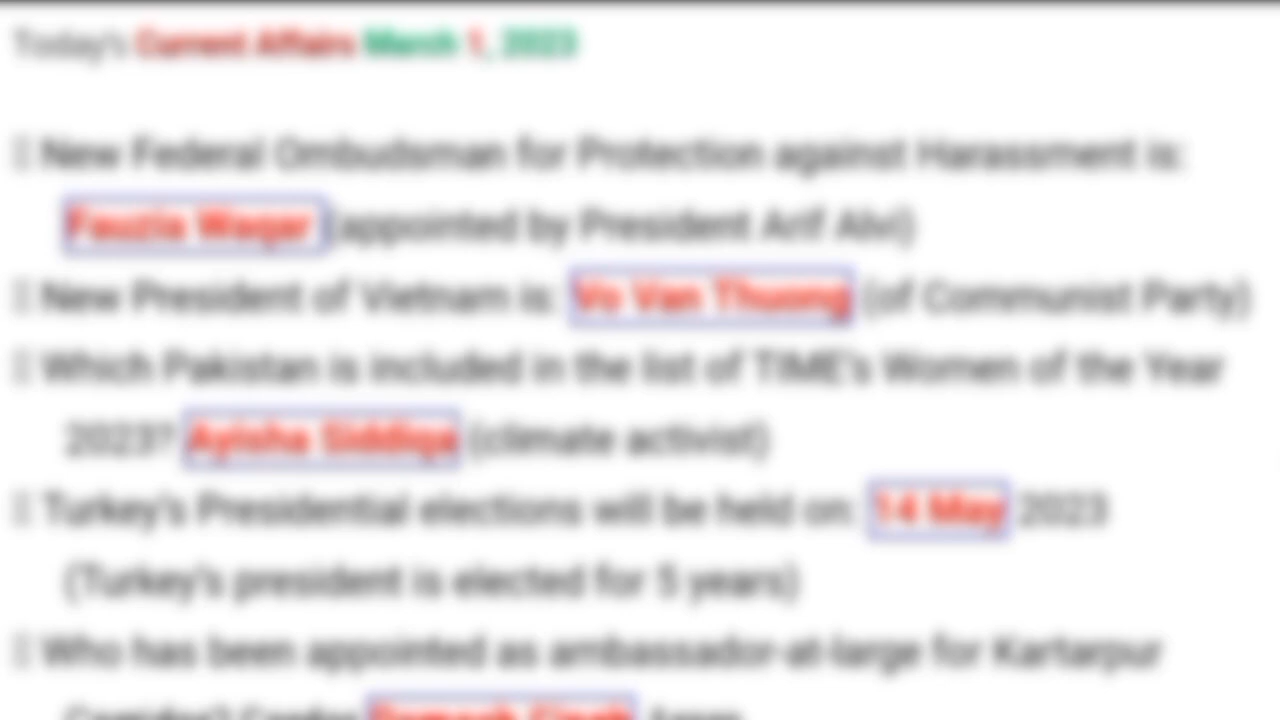 Today's Current Affairs March 1, 2023
New Federal Ombudsman for Protection against Harassment is:
Fauzia Waqar (appointed by President Arif Alvi)
New President of Vietnam is: Vo Van Thuong (of Communist Party)
Which Pakistan is included in the list of TIME's Women of the Year
2023? Ayisha Siddiqa (climate activist)
Turkey's Presidential elections will be held on: 14 May 2023
(Turkey's president is elected for 5 years)
Who has been appointed as ambassador-at-large for Kartarpur
Singh